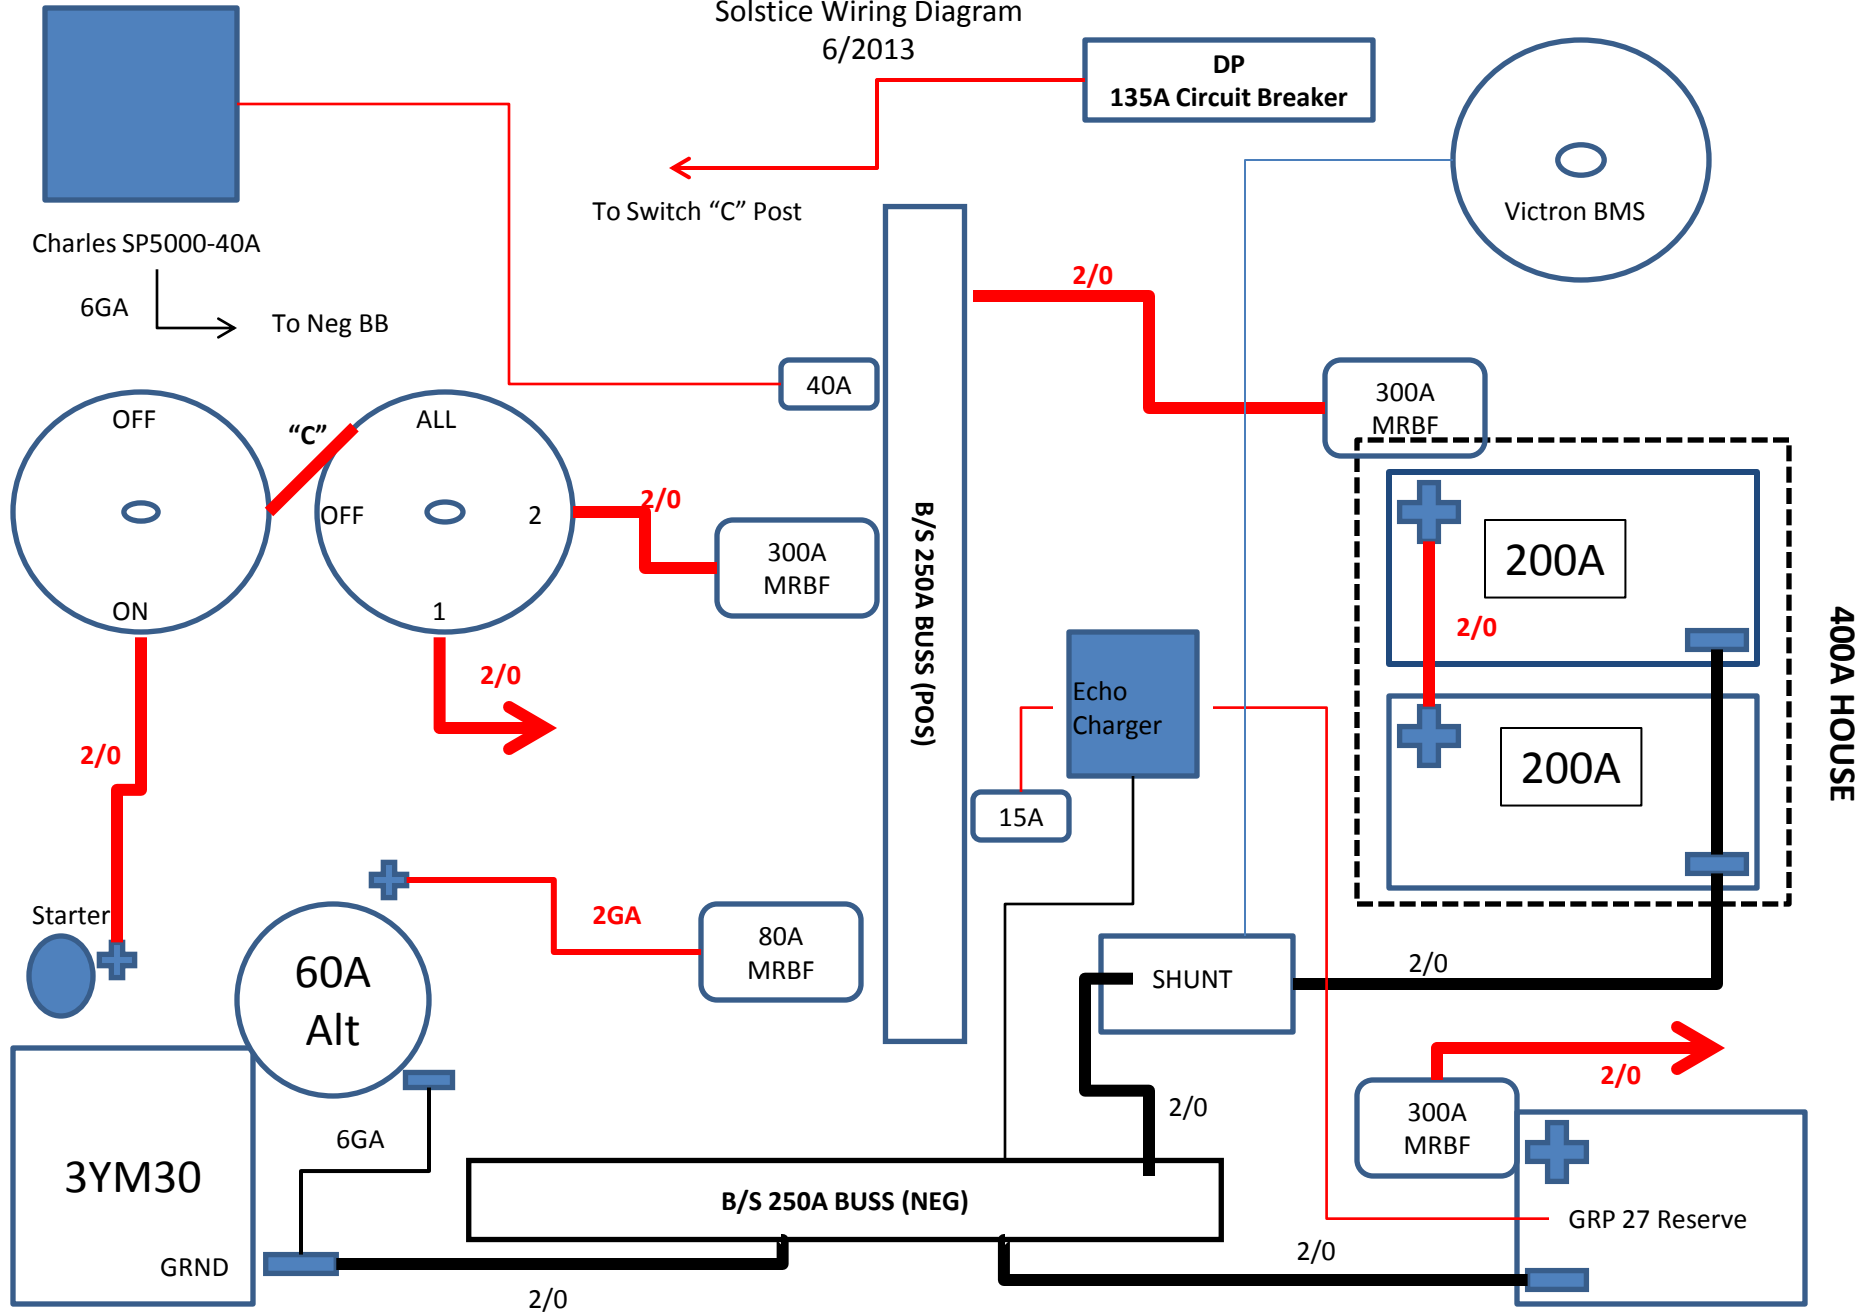 Solstice Wiring Diagram
6/2013
DP
135A Circuit Breaker
To Switch “C” Post
Victron BMS
Charles SP5000-40A
6GA
To Neg BB
2/0
40A
300A
MRBF
OFF
“C”
ALL
OFF
2
2/0
ON
1
300A
MRBF
B/S 250A BUSS (POS)
200A
2/0
200A
400A HOUSE
2/0
2/0
Echo
Charger
15A
Starter
2GA
80A
MRBF
60A
Alt
SHUNT
2/0
2/0
2/0
300A
MRBF
6GA
3YM30
B/S 250A BUSS (NEG)
GRP 27 Reserve
GRND
2/0
2/0